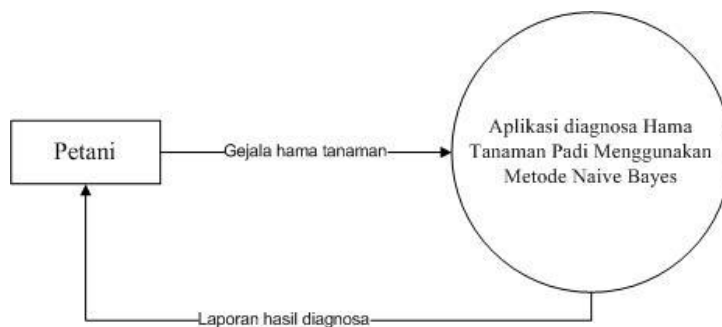 Petani
Gejala hama tanaman
Aplikasi diagnosa Hama
Tanaman Padi Menggunakan
Metode Naive Bayes
Laporan hasil diagnosa